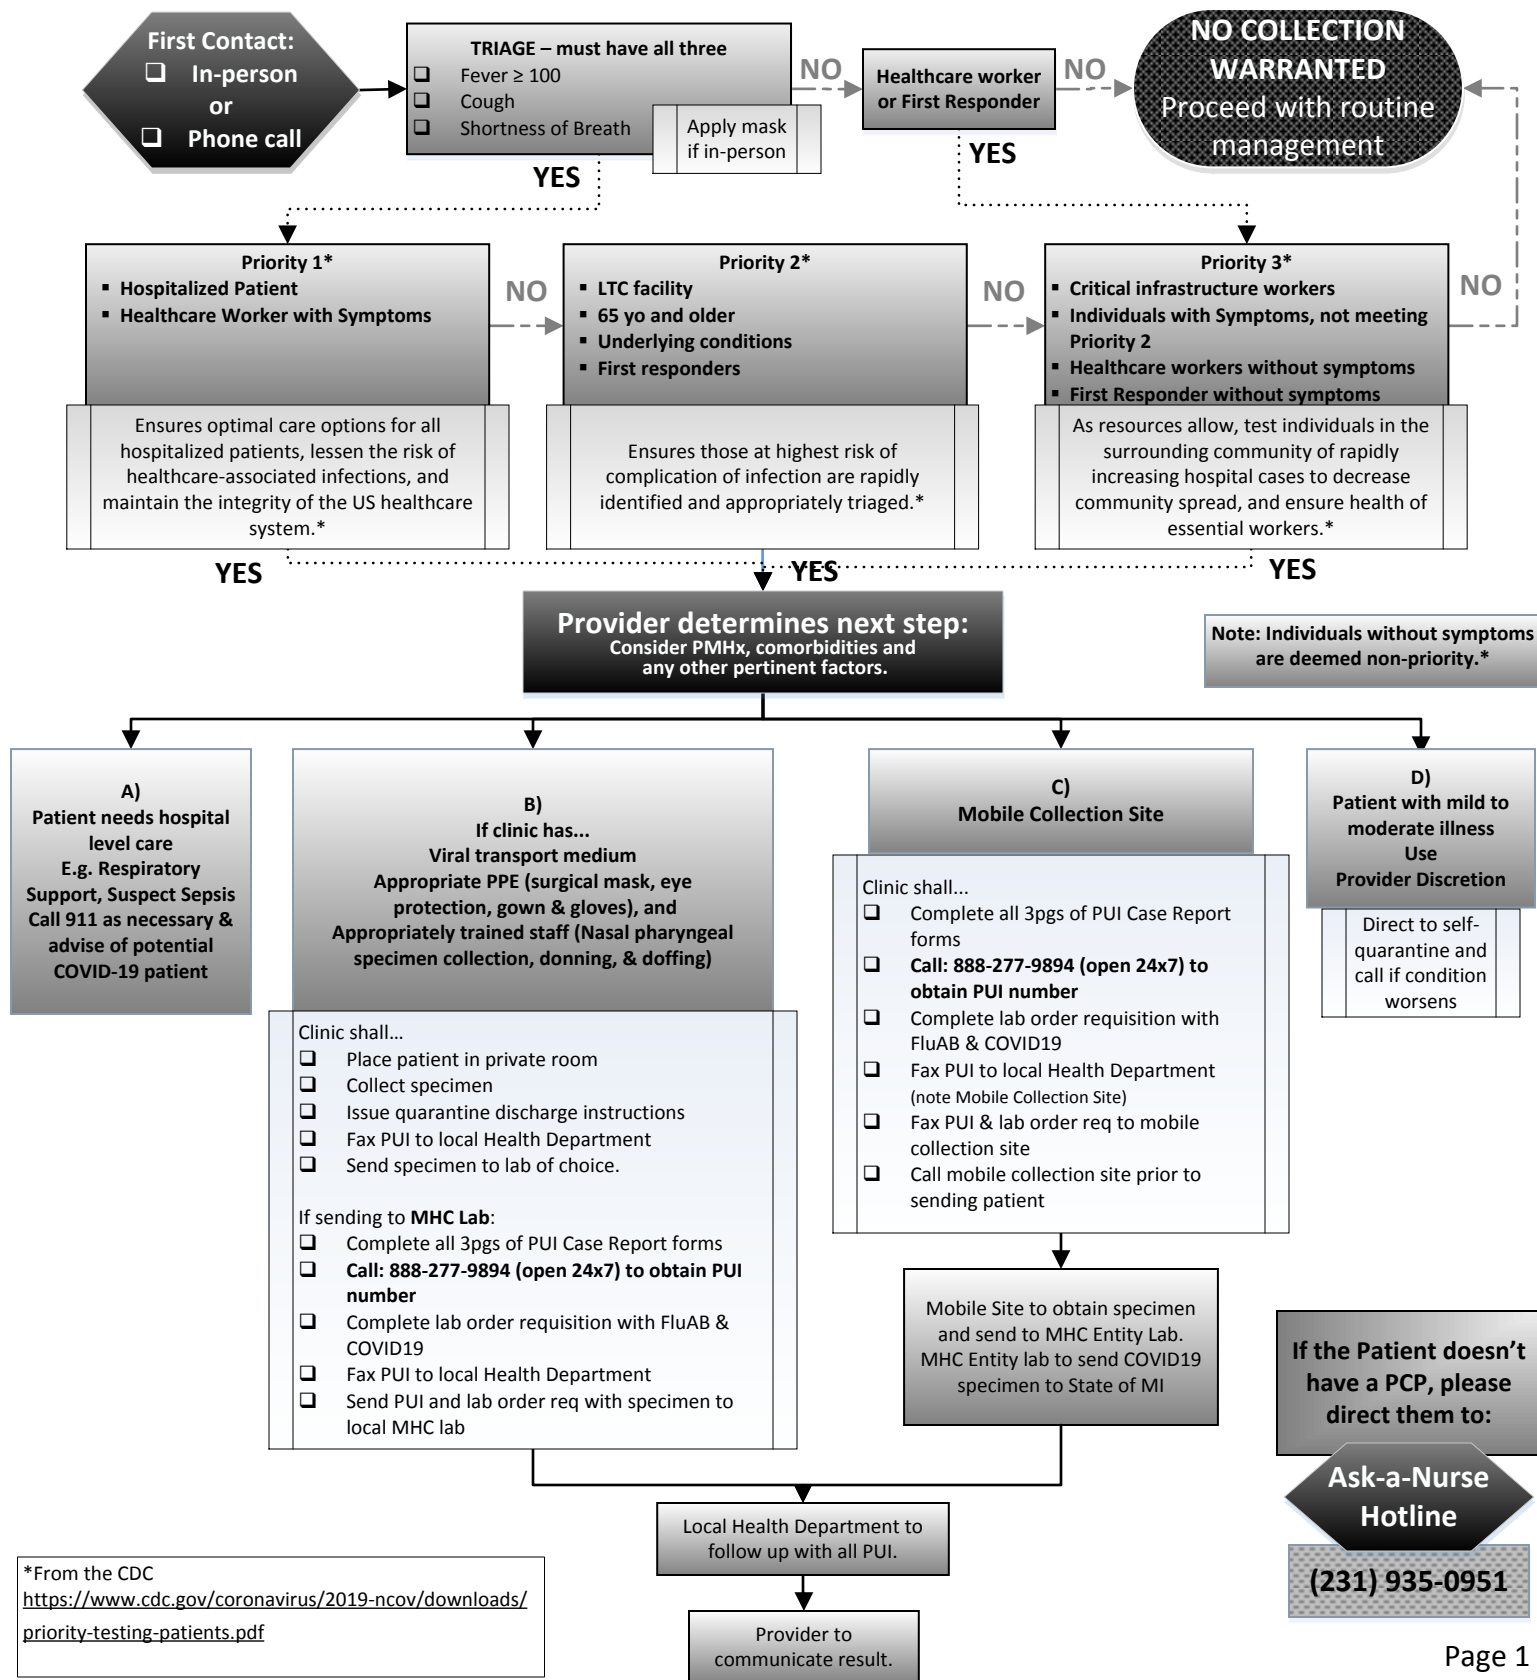 First Contact:
❑ In-person
or
❑ Phone call
TRIAGE – must have all three
❑ Fever ≥ 100
❑ Cough
❑ Shortness of Breath
Apply mask
if in-person
NO
Healthcare worker
or First Responder
NO
NO COLLECTION
WARRANTED
Proceed with routine
management
YES
YES
Priority 1*
▪ Hospitalized Patient
▪ Healthcare Worker with Symptoms
Ensures optimal care options for all
hospitalized patients, lessen the risk of
healthcare-associated infections, and
maintain the integrity of the US healthcare
system.*
NO
Priority 2*
▪ LTC facility
▪ 65 yo and older
▪ Underlying conditions
▪ First responders
Ensures those at highest risk of
complication of infection are rapidly
identified and appropriately triaged.*
NO
Priority 3*
▪ Critical infrastructure workers
▪ Individuals with Symptoms, not meeting
Priority 2
▪ Healthcare workers without symptoms
▪ First Responder without symptoms
As resources allow, test individuals in the
surrounding community of rapidly
increasing hospital cases to decrease
community spread, and ensure health of
essential workers.*
NO
YES
YES
YES
Provider determines next step:
Consider PMHx, comorbidities and
any other pertinent factors.
Note: Individuals without symptoms
are deemed non-priority.*
A)
Patient needs hospital
level care
E.g. Respiratory
Support, Suspect Sepsis
Call 911 as necessary &
advise of potential
COVID-19 patient
B)
If clinic has...
Viral transport medium
Appropriate PPE (surgical mask, eye
protection, gown & gloves), and
Appropriately trained staff (Nasal pharyngeal
specimen collection, donning, & doffing)
Clinic shall...
❑ Place patient in private room
❑ Collect specimen
❑ Issue quarantine discharge instructions
❑ Fax PUI to local Health Department
❑ Send specimen to lab of choice.
If sending to MHC Lab:
❑ Complete all 3pgs of PUI Case Report forms
❑ Call: 888-277-9894 (open 24x7) to obtain PUI
number
❑ Complete lab order requisition with FluAB &
COVID19
❑ Fax PUI to local Health Department
❑ Send PUI and lab order req with specimen to
local MHC lab
C)
Mobile Collection Site
Clinic shall...
❑ Complete all 3pgs of PUI Case Report
forms
❑ Call: 888-277-9894 (open 24x7) to
obtain PUI number
❑ Complete lab order requisition with
FluAB & COVID19
❑ Fax PUI to local Health Department
(note Mobile Collection Site)
❑ Fax PUI & lab order req to mobile
collection site
❑ Call mobile collection site prior to
sending patient
Mobile Site to obtain specimen
and send to MHC Entity Lab.
MHC Entity lab to send COVID19
specimen to State of MI
D)
Patient with mild to
moderate illness
Use
Provider Discretion
Direct to self-
quarantine and
call if condition
worsens
Local Health Department to
follow up with all PUI.
Provider to
communicate result.
If the Patient doesn't
have a PCP, please
direct them to:
Ask-a-Nurse
Hotline
(231) 935-0951
*From the CDC
https://www.cdc.gov/coronavirus/2019-ncov/downloads/
priority-testing-patients.pdf
Page 1